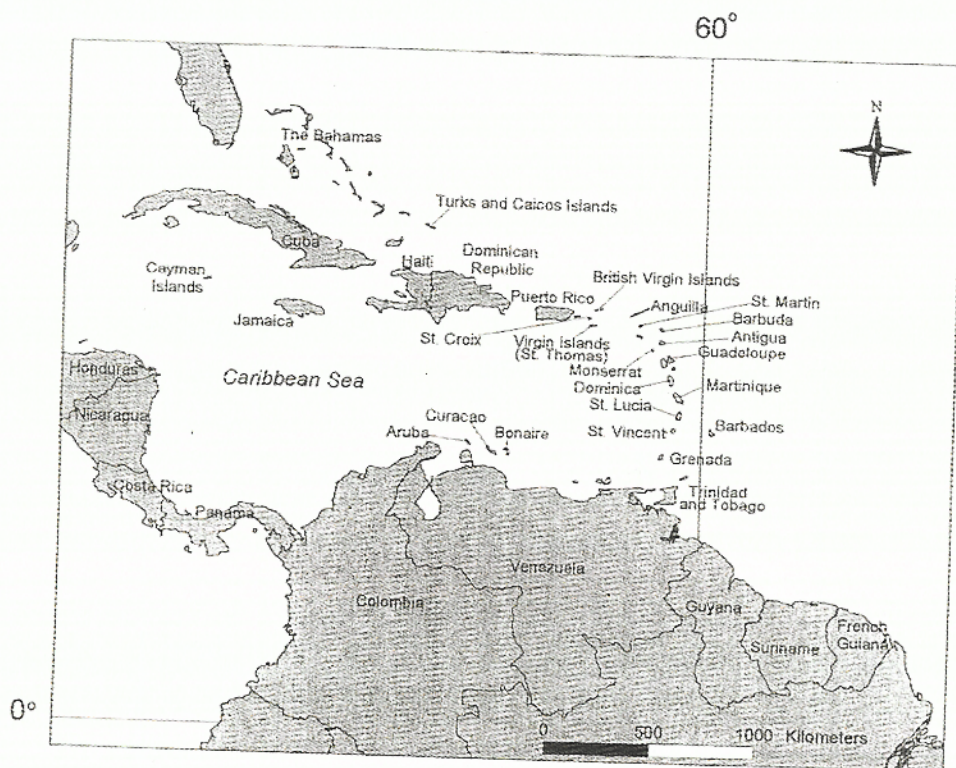 60°
N
The Bahamas
Turks and Caicos Islands
Cuba
Haiti
Dominican
Republic
Cayman
Islands
British Virgin Islands
Puerto Rico
Anguilla
St. Martin
Jamaica
Barbuda
St. Croix
Virgin Islands
(St. Thomas)
Antigua
Monserrat
Guadeloupe
Honduras
Caribbean Sea
Dominica
Martinique
Nicaragua
St. Lucia
Curacao
Aruba
Bonaire
St. Vincent
Barbados
Grenada
Costa Rica
Trinidad
and Tobago
Panama
Venezuela
Colombia
Guyana
French
Guiana
Suriname
0°
0 500 1000 Kilometers